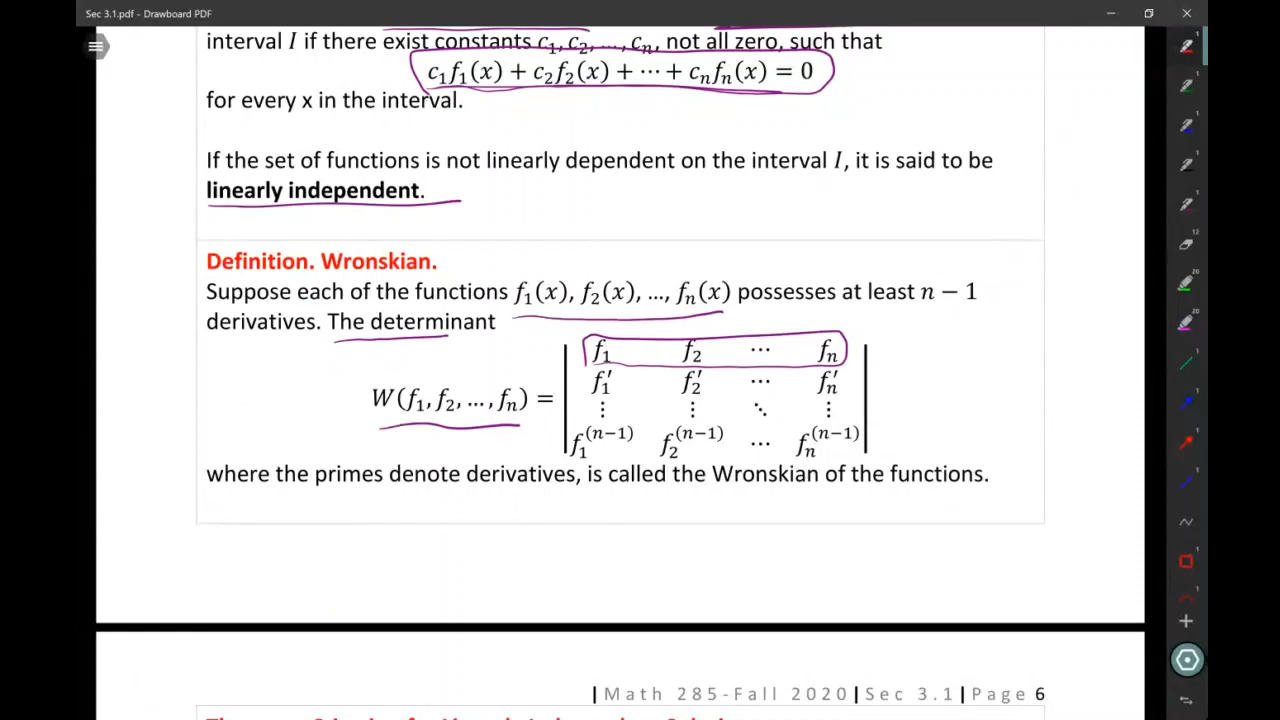 Sec 3.1.pdf - Drawboard PDF
interval I if there exist constants c₁, c₂, …, cₙ, not all zero, such that
c₁f₁(x) + c₂f₂(x) + ⋯ + cₙfₙ(x) = 0
for every x in the interval.
If the set of functions is not linearly dependent on the interval I, it is said to be
linearly independent.
Definition. Wronskian.
Suppose each of the functions f₁(x), f₂(x), …, fₙ(x) possesses at least n − 1
derivatives. The determinant
f₁ f₂ ⋯ fₙ
f₁′ f₂′ ⋯ fₙ′
W(f₁, f₂, …, fₙ) = ⋮ ⋮ ⋱ ⋮
f₁⁽ⁿ⁻¹⁾ f₂⁽ⁿ⁻¹⁾ ⋯ fₙ⁽ⁿ⁻¹⁾
where the primes denote derivatives, is called the Wronskian of the functions.
|Math 285-Fall 2020|Sec 3.1|Page 6